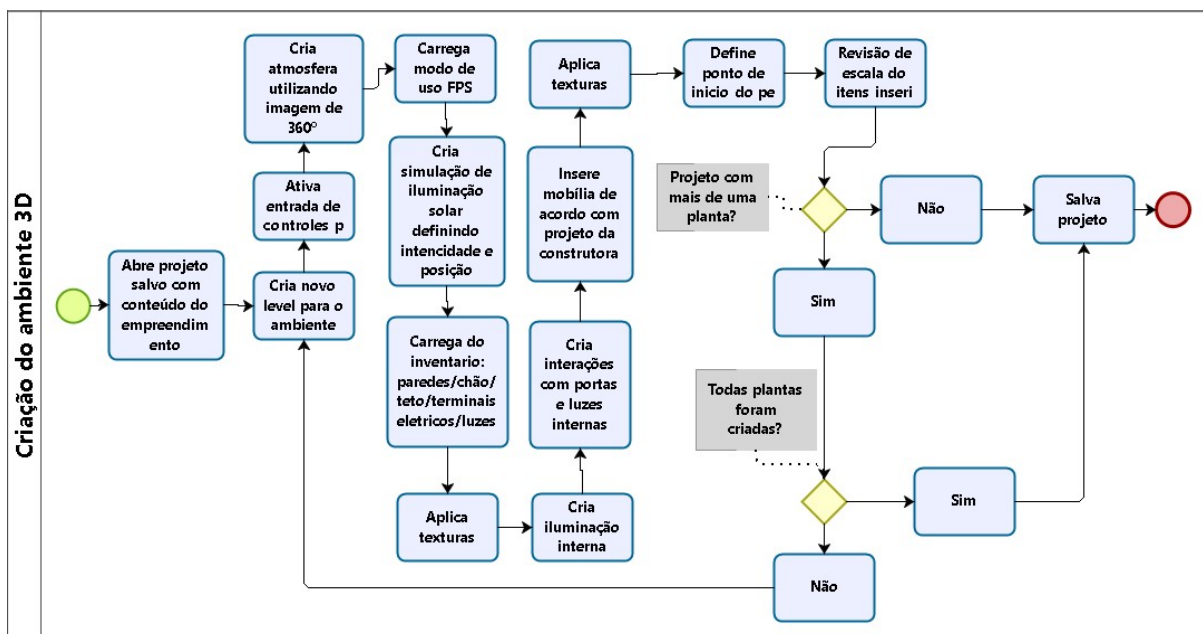 Criação do ambiente 3D
Abre projeto
salvo com
conteúdo do
empreendim
ento
Cria novo
level para o
ambiente
Ativa
entrada de
controles p
Cria
atmosfera
utilizando
imagem de
360°
Carrega
modo de
uso FPS
Cria
simulação de
iluminação
solar
definindo
intencidade e
posição
Carrega do
inventario:
paredes/chão/
teto/terminais
eletricos/luzes
Aplica
texturas
Cria
iluminação
interna
Cria
interações
com portas
e luzes
internas
Insere
mobília de
acordo com
projeto da
construtora
Aplica
texturas
Define
ponto de
inicio do pe
Revisão de
escala do
itens inseri
Projeto com
mais de uma
planta?
Não
Salva
projeto
Sim
Todas plantas
foram
criadas?
Sim
Não